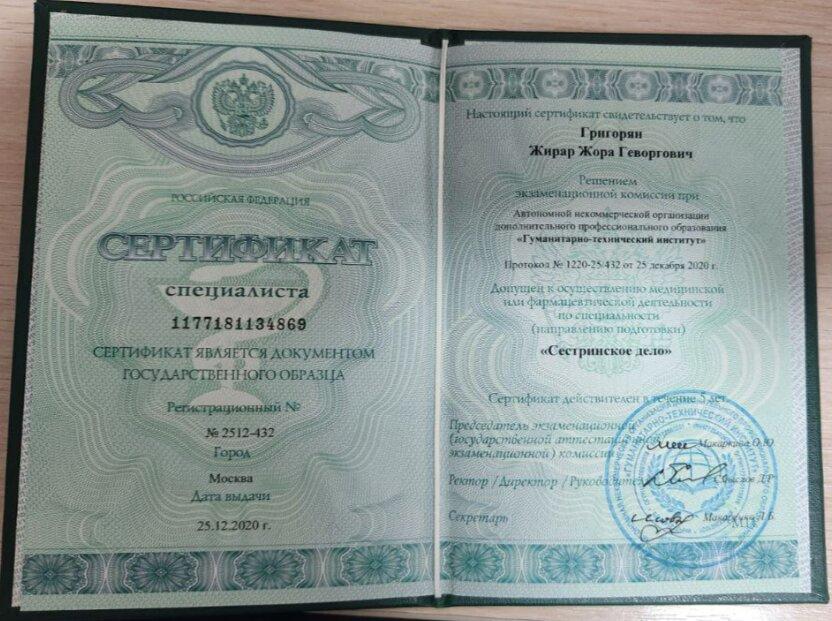 РОССИЙСКАЯ ФЕДЕРАЦИЯ
СЕРТИФИКАТ
специалиста
1177181134869
СЕРТИФИКАТ ЯВЛЯЕТСЯ ДОКУМЕНТОМ
ГОСУДАРСТВЕННОГО ОБРАЗЦА
Регистрационный №
№ 2512-432
Город
Москва
Дата выдачи
25.12.2020 г.
Настоящий сертификат свидетельствует о том, что
Григорян
Жирар Жора Геворгович
Решением
экзаменационной комиссии при
Автономной некоммерческой организации
дополнительного профессионального образования
«Гуманитарно-технический институт»
Протокол № 1220-25/432 от 25 декабря 2020 г.
Допущен к осуществлению медицинской
или фармацевтической деятельности
по специальности
(направлению подготовки)
«Сестринское дело»
Сертификат действителен в течение 5 лет.
Председатель экзаменационной
(государственной аттестационной
экзаменационной) комиссии
Ректор /Директор / Руководитель
Секретарь
М.П.
«ГУМАНИТАРНО-ТЕХНИЧЕСКИЙ ИНСТИТУТ»